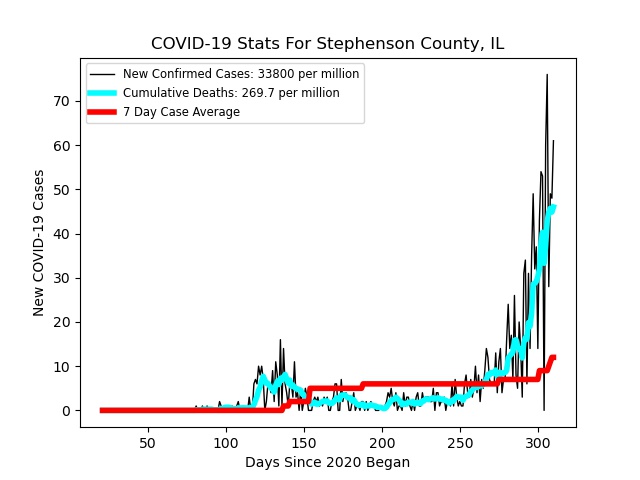 COVID-19 Stats For Stephenson County, IL
New Confirmed Cases: 33800 per million
Cumulative Deaths: 269.7 per million
7 Day Case Average
New COVID-19 Cases
70
60
50
40
30
20
10
0
50 100 150 200 250 300
Days Since 2020 Began